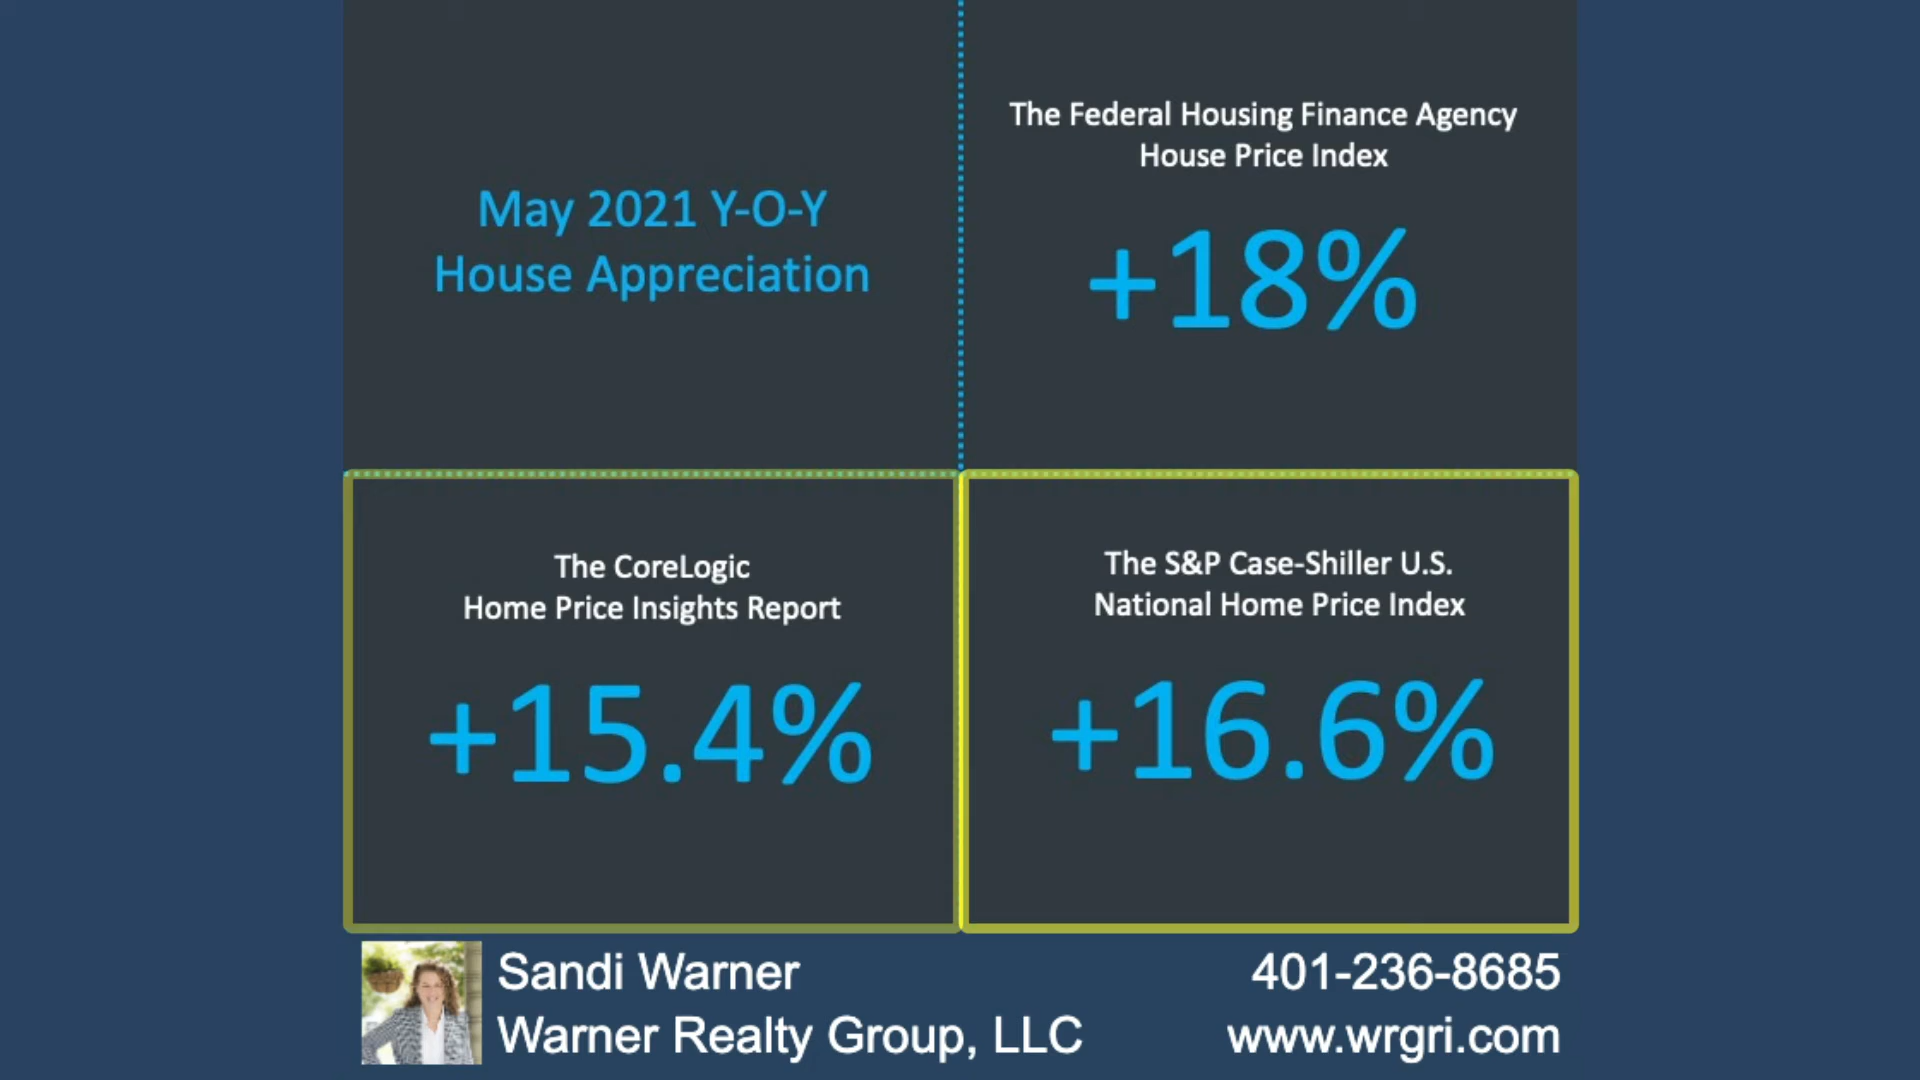 May 2021 Y-O-Y
House Appreciation
The Federal Housing Finance Agency
House Price Index
+18%
The CoreLogic
Home Price Insights Report
+15.4%
The S&P Case-Shiller U.S.
National Home Price Index
+16.6%
Sandi Warner
Warner Realty Group, LLC
401-236-8685
www.wrgri.com